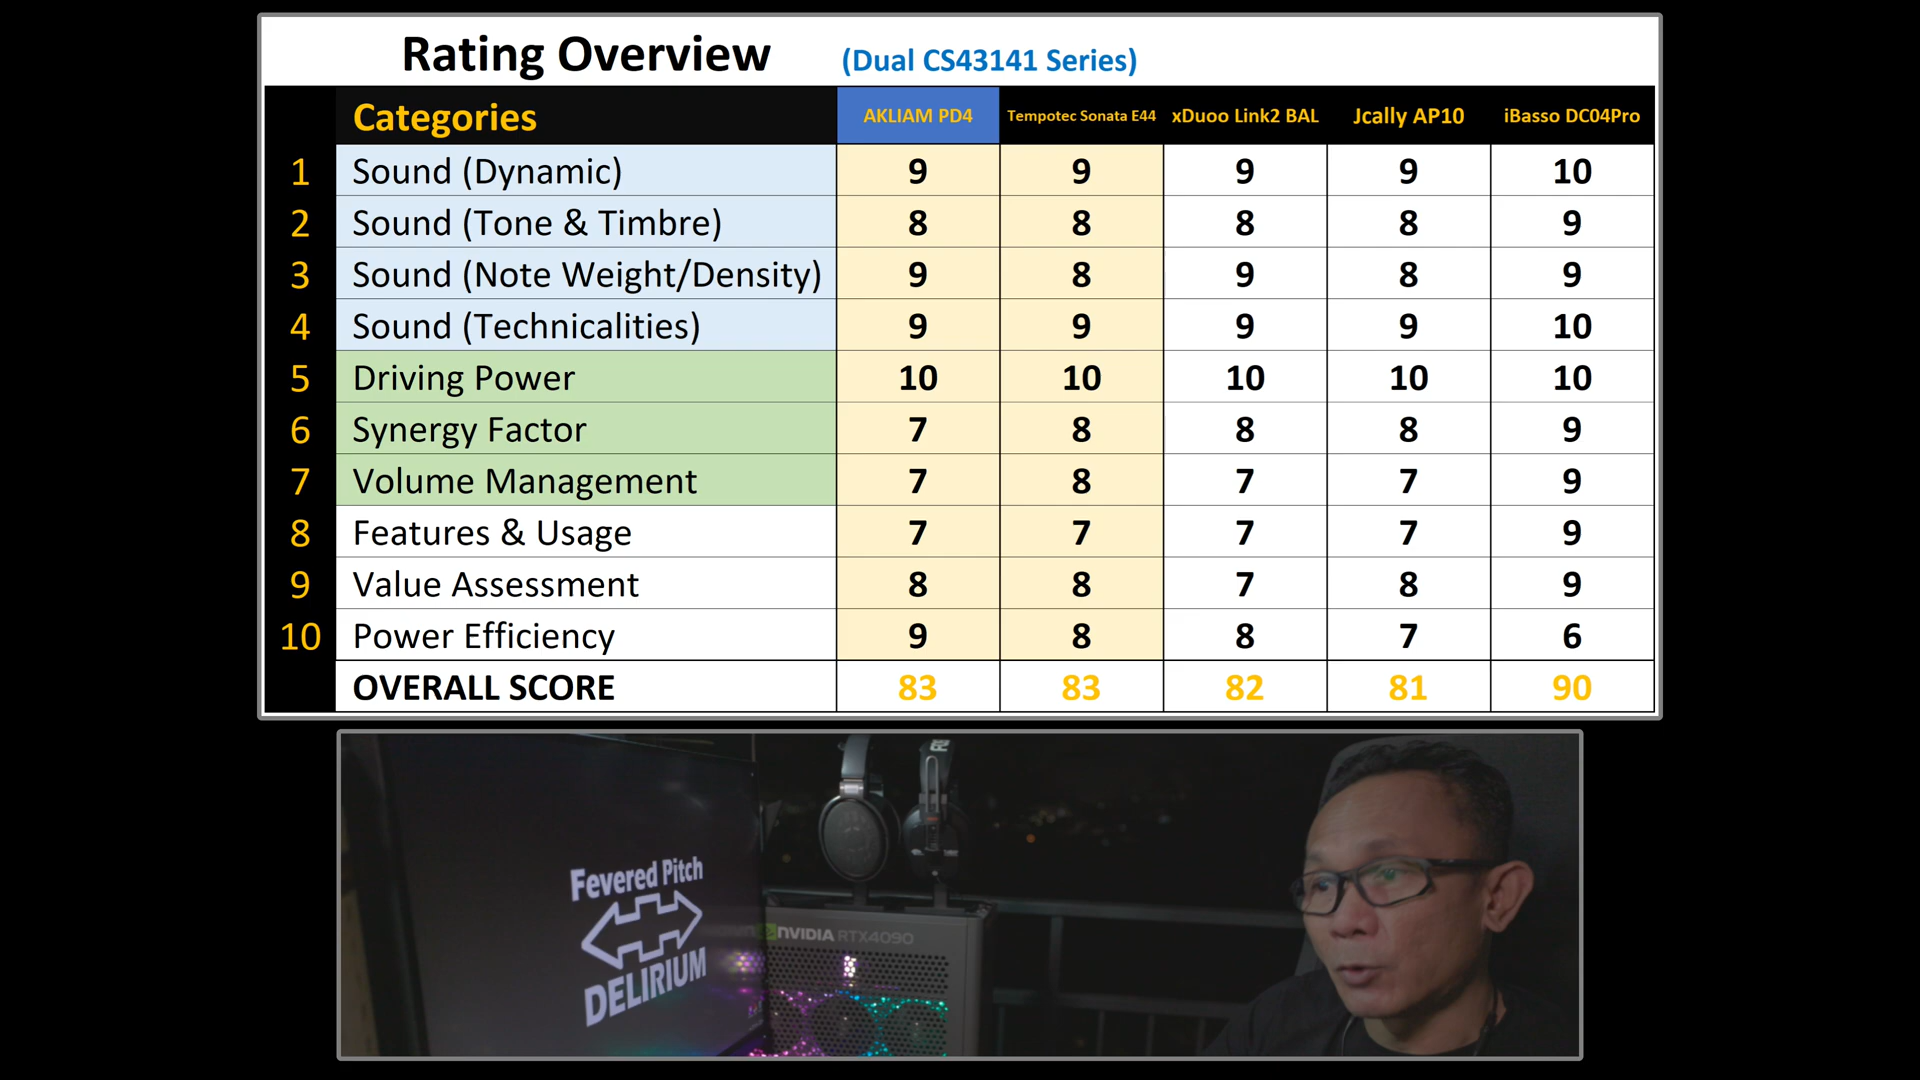 Rating Overview (Dual CS43141 Series)
Categories AKLIAM PD4 Tempotec Sonata E44 xDuoo Link2 BAL Jcally AP10 iBasso DC04Pro
1 Sound (Dynamic) 9 9 9 9 10
2 Sound (Tone & Timbre) 8 8 8 8 9
3 Sound (Note Weight/Density) 9 8 9 8 9
4 Sound (Technicalities) 9 9 9 9 10
5 Driving Power 10 10 10 10 10
6 Synergy Factor 7 8 8 8 9
7 Volume Management 7 8 7 7 9
8 Features & Usage 7 7 7 7 9
9 Value Assessment 8 8 7 8 9
10 Power Efficiency 9 8 8 7 6
OVERALL SCORE 83 83 82 81 90
Fevered Pitch
DELIRIUM
NVIDIA RTX4090